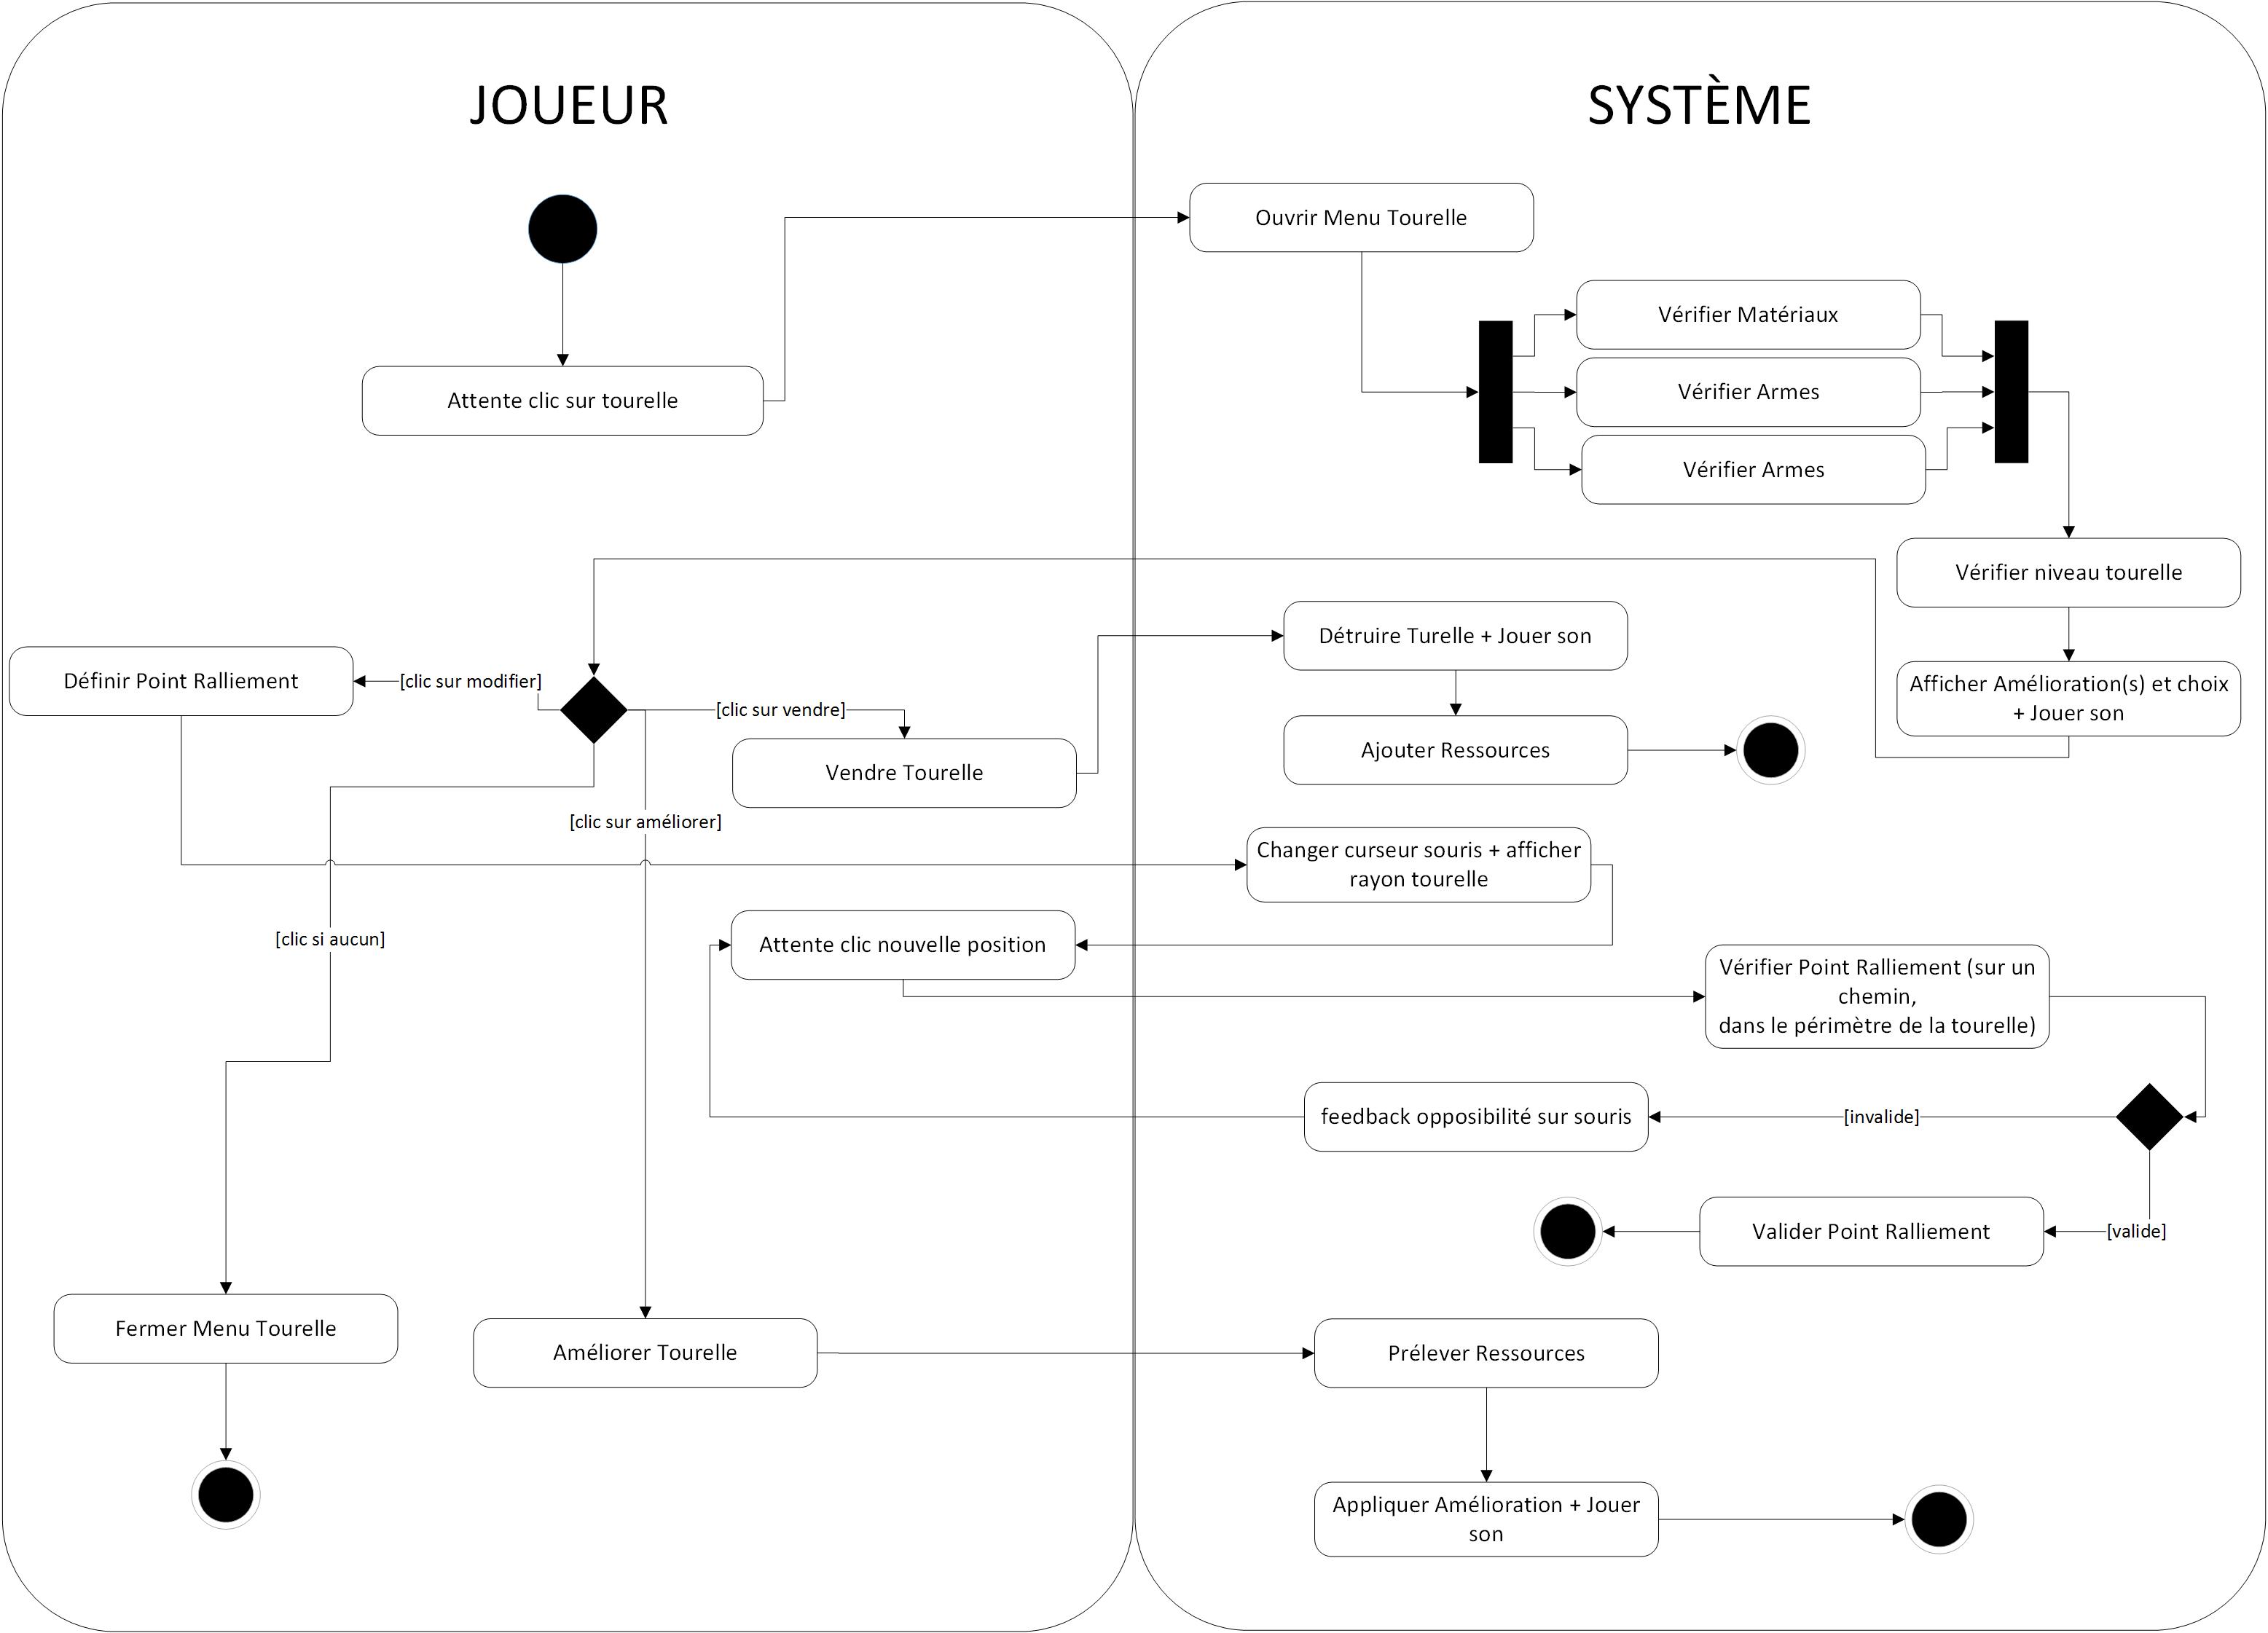 JOUEUR
SYSTÈME
Ouvrir Menu Tourelle
Vérifier Matériaux
Attente clic sur tourelle
Vérifier Armes
Vérifier Armes
Vérifier niveau tourelle
Détruire Turelle + Jouer son
Définir Point Ralliement
[clic sur modifier]
[clic sur vendre]
Afficher Amélioration(s) et choix
+ Jouer son
Vendre Tourelle
Ajouter Ressources
[clic sur améliorer]
Changer curseur souris + afficher
rayon tourelle
[clic si aucun]
Attente clic nouvelle position
Vérifier Point Ralliement (sur un
chemin,
dans le périmètre de la tourelle)
feedback opposibilité sur souris
[invalide]
Valider Point Ralliement
[valide]
Fermer Menu Tourelle
Améliorer Tourelle
Prélever Ressources
Appliquer Amélioration + Jouer
son